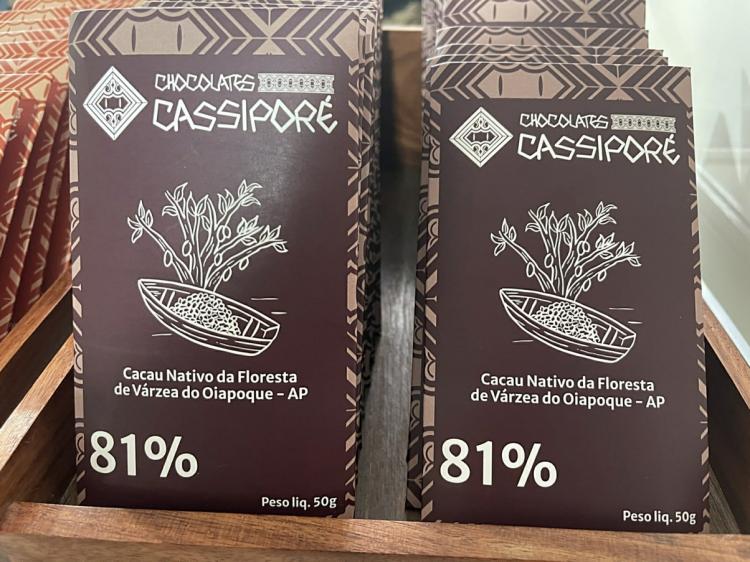 CHOCOLATES
CASSIPORÉ
Cacau Nativo da Floresta
de Várzea do Oiapoque - AP
81%
Peso liq. 50g
CHOCOLATES
CASSIPORÉ
Cacau Nativo da Floresta
de Várzea do Oiapoque - AP
81%
Peso liq. 50g